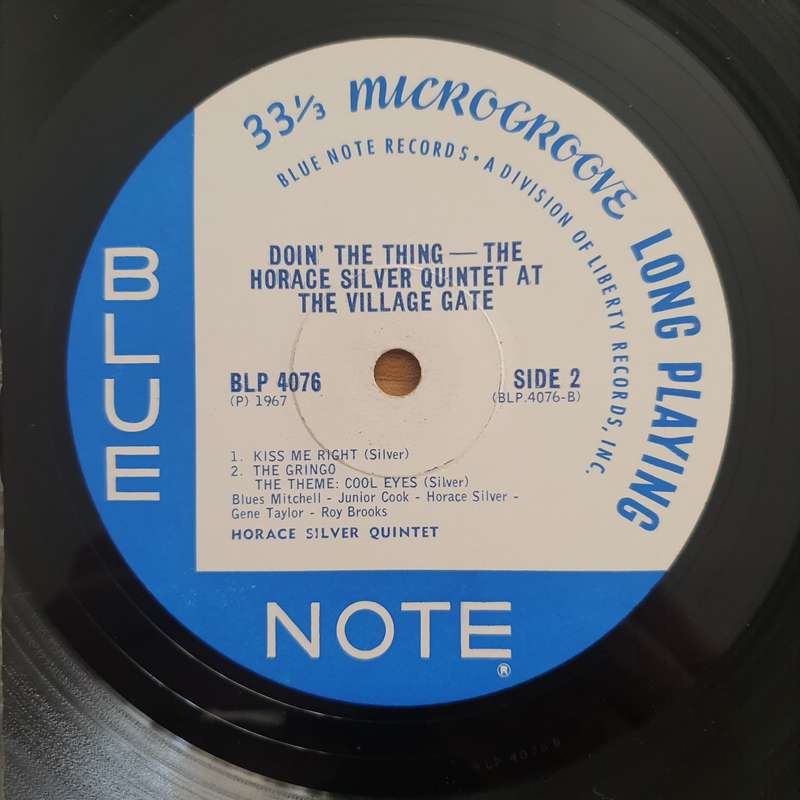 33⅓ MICROGROOVE LONG PLAYING
BLUE NOTE RECORDS • A DIVISION OF LIBERTY RECORDS, INC.
DOIN' THE THING — THE
HORACE SILVER QUINTET AT
THE VILLAGE GATE
BLP 4076
SIDE 2
(P) 1967
(BLP.4076-B)
1. KISS ME RIGHT (Silver)
2. THE GRINGO
THE THEME: COOL EYES (Silver)
Blues Mitchell - Junior Cook - Horace Silver -
Gene Taylor - Roy Brooks
HORACE SILVER QUINTET
BLUE
NOTE®
BLP 4076 B